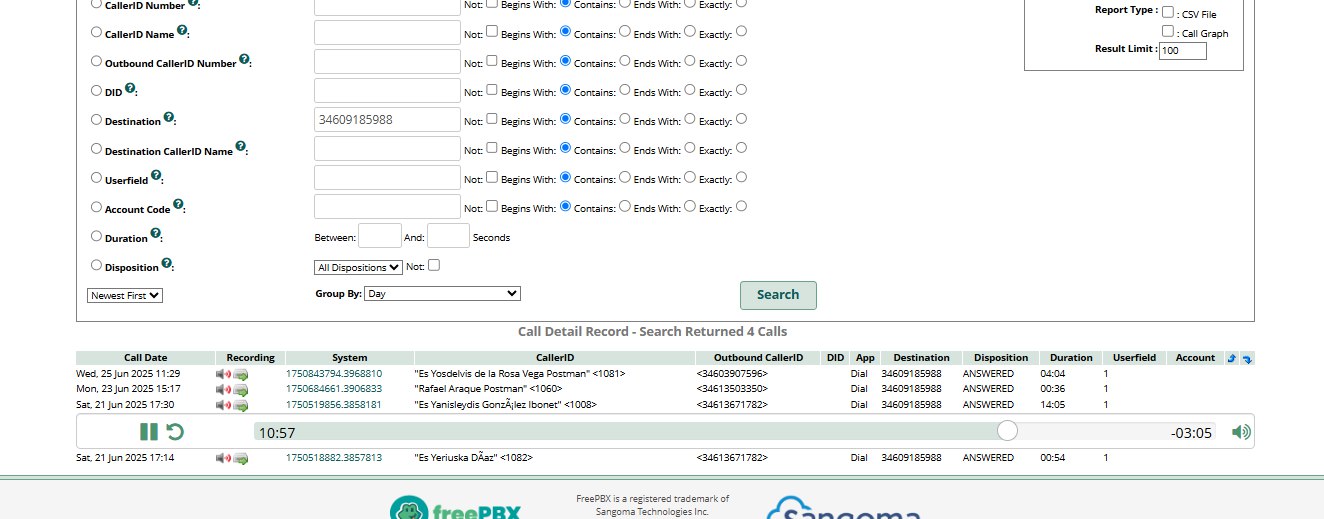 CallerID Number ?: Not: Begins With: Contains: Ends With: Exactly:
Report Type : : CSV File
CallerID Name ?: Not: Begins With: Contains: Ends With: Exactly:
: Call Graph
Result Limit : 100
Outbound CallerID Number ?: Not: Begins With: Contains: Ends With: Exactly:
DID ?: Not: Begins With: Contains: Ends With: Exactly:
Destination ?: 34609185988 Not: Begins With: Contains: Ends With: Exactly:
Destination CallerID Name ?: Not: Begins With: Contains: Ends With: Exactly:
Userfield ?: Not: Begins With: Contains: Ends With: Exactly:
Account Code ?: Not: Begins With: Contains: Ends With: Exactly:
Duration ?: Between: And: Seconds
Disposition ?: All Dispositions Not:
Newest First Group By: Day Search
Call Detail Record - Search Returned 4 Calls
Call Date Recording System CallerID Outbound CallerID DID App Destination Disposition Duration Userfield Account
Wed, 25 Jun 2025 11:29 1750843794.3968810 "Es Yosdelvis de la Rosa Vega Postman" <1081> <34603907596> Dial 34609185988 ANSWERED 04:04 1
Mon, 23 Jun 2025 15:17 1750684661.3906833 "Rafael Araque Postman" <1060> <34613503350> Dial 34609185988 ANSWERED 00:36 1
Sat, 21 Jun 2025 17:30 1750519856.3858181 "Es Yanisleydis GonzÃ¡lez Ibonet" <1008> <34613671782> Dial 34609185988 ANSWERED 14:05 1
10:57 -03:05
Sat, 21 Jun 2025 17:14 1750518882.3857813 "Es Yeriuska DÃaz" <1082> <34613671782> Dial 34609185988 ANSWERED 00:54 1
FreePBX is a registered trademark of
Sangoma Technologies Inc.
freePBX
Sangoma